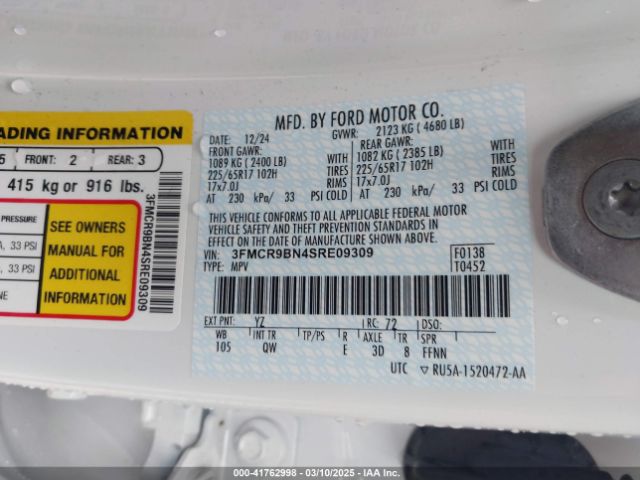 ADING INFORMATION
5 FRONT: 2 REAR: 3
415 kg or 916 lbs.
PRESSURE
A, 33 PSI
, 33 PSI
NE
SEE OWNERS
MANUAL FOR
ADDITIONAL
INFORMATION
3FMCR9BN4SRE09309
MFD. BY FORD MOTOR CO.
DATE: 12/24 GVWR: 2123 KG ( 4680 LB)
FRONT GAWR: REAR GAWR:
1089 KG ( 2400 LB) 1082 KG ( 2385 LB)
225/65R17 102H TIRES 225/65R17 102H TIRES
17x7.0J RIMS 17x7.0J RIMS
AT 230 kPa/ 33 PSI COLD AT 230 kPa/ 33 PSI COLD
THIS VEHICLE CONFORMS TO ALL APPLICABLE FEDERAL MOTOR
VEHICLE SAFETY AND THEFT PREVENTION STANDARDS IN
EFFECT ON THE DATE OF MANUFACTURE SHOWN ABOVE.
VIN: 3FMCR9BN4SRE09309 F0138
TYPE: MPV T0452
EXT PNT: YZ RC: 72 DSO:
WB INT TR TP/PS R AXLE TR SPR
105 QW E 3D 8 FFNN
UTC ▽ RU5A-1520472-AA
000-41762998 - 03/10/2025 - IAA Inc.